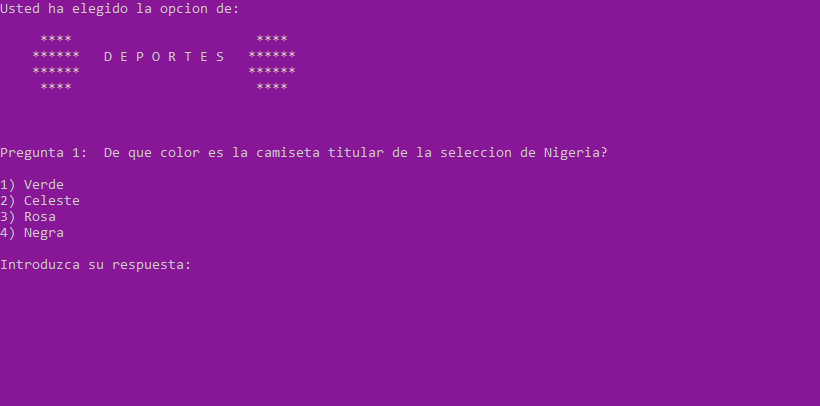 Usted ha elegido la opcion de:
**** ****
****** D E P O R T E S ******
****** ******
**** ****
Pregunta 1: De que color es la camiseta titular de la seleccion de Nigeria?
1) Verde
2) Celeste
3) Rosa
4) Negra
Introduzca su respuesta: